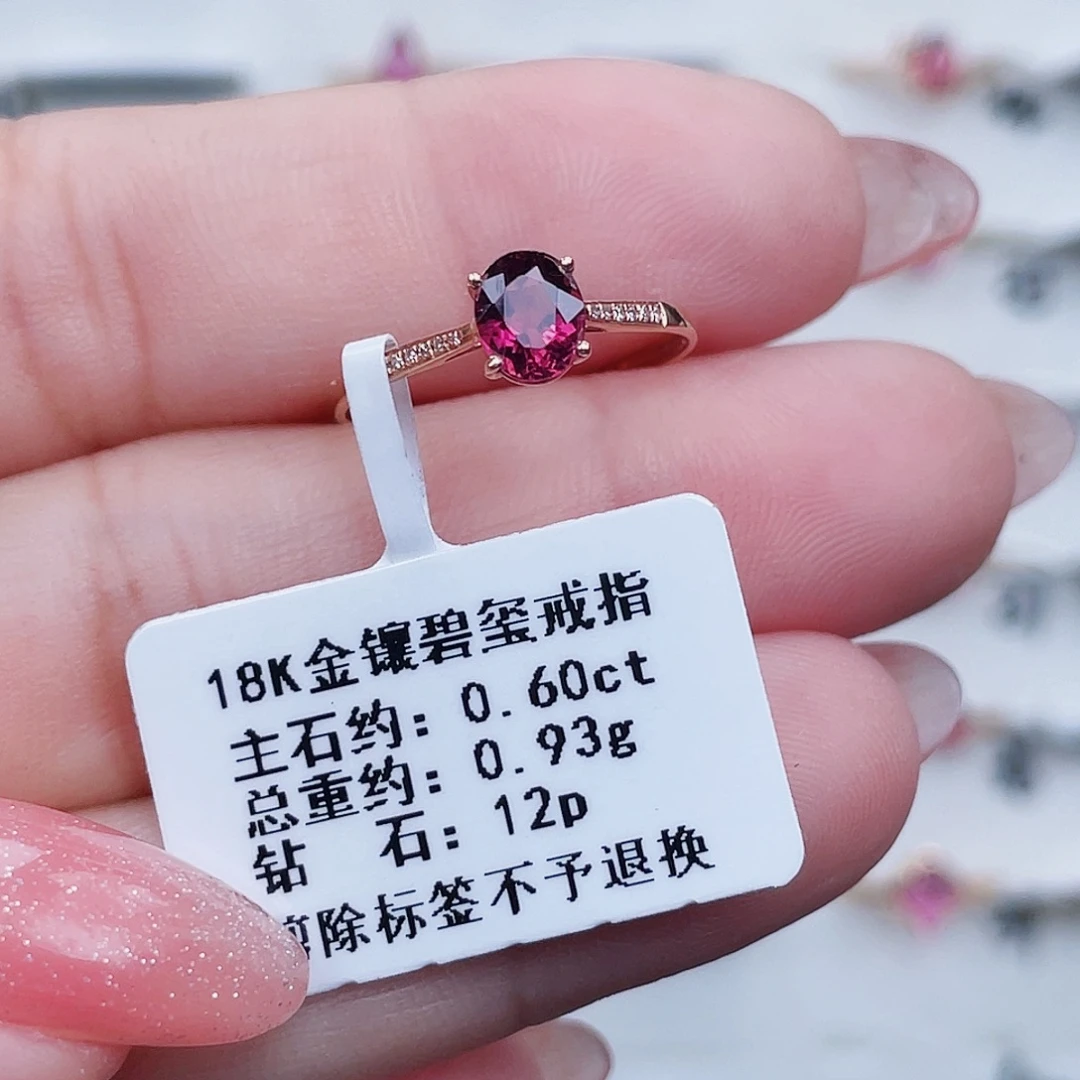 18K金镶碧玺戒指
主石约: 0.60ct
总重约: 0.93g
钻 石: 12p
剪除标签不予退换